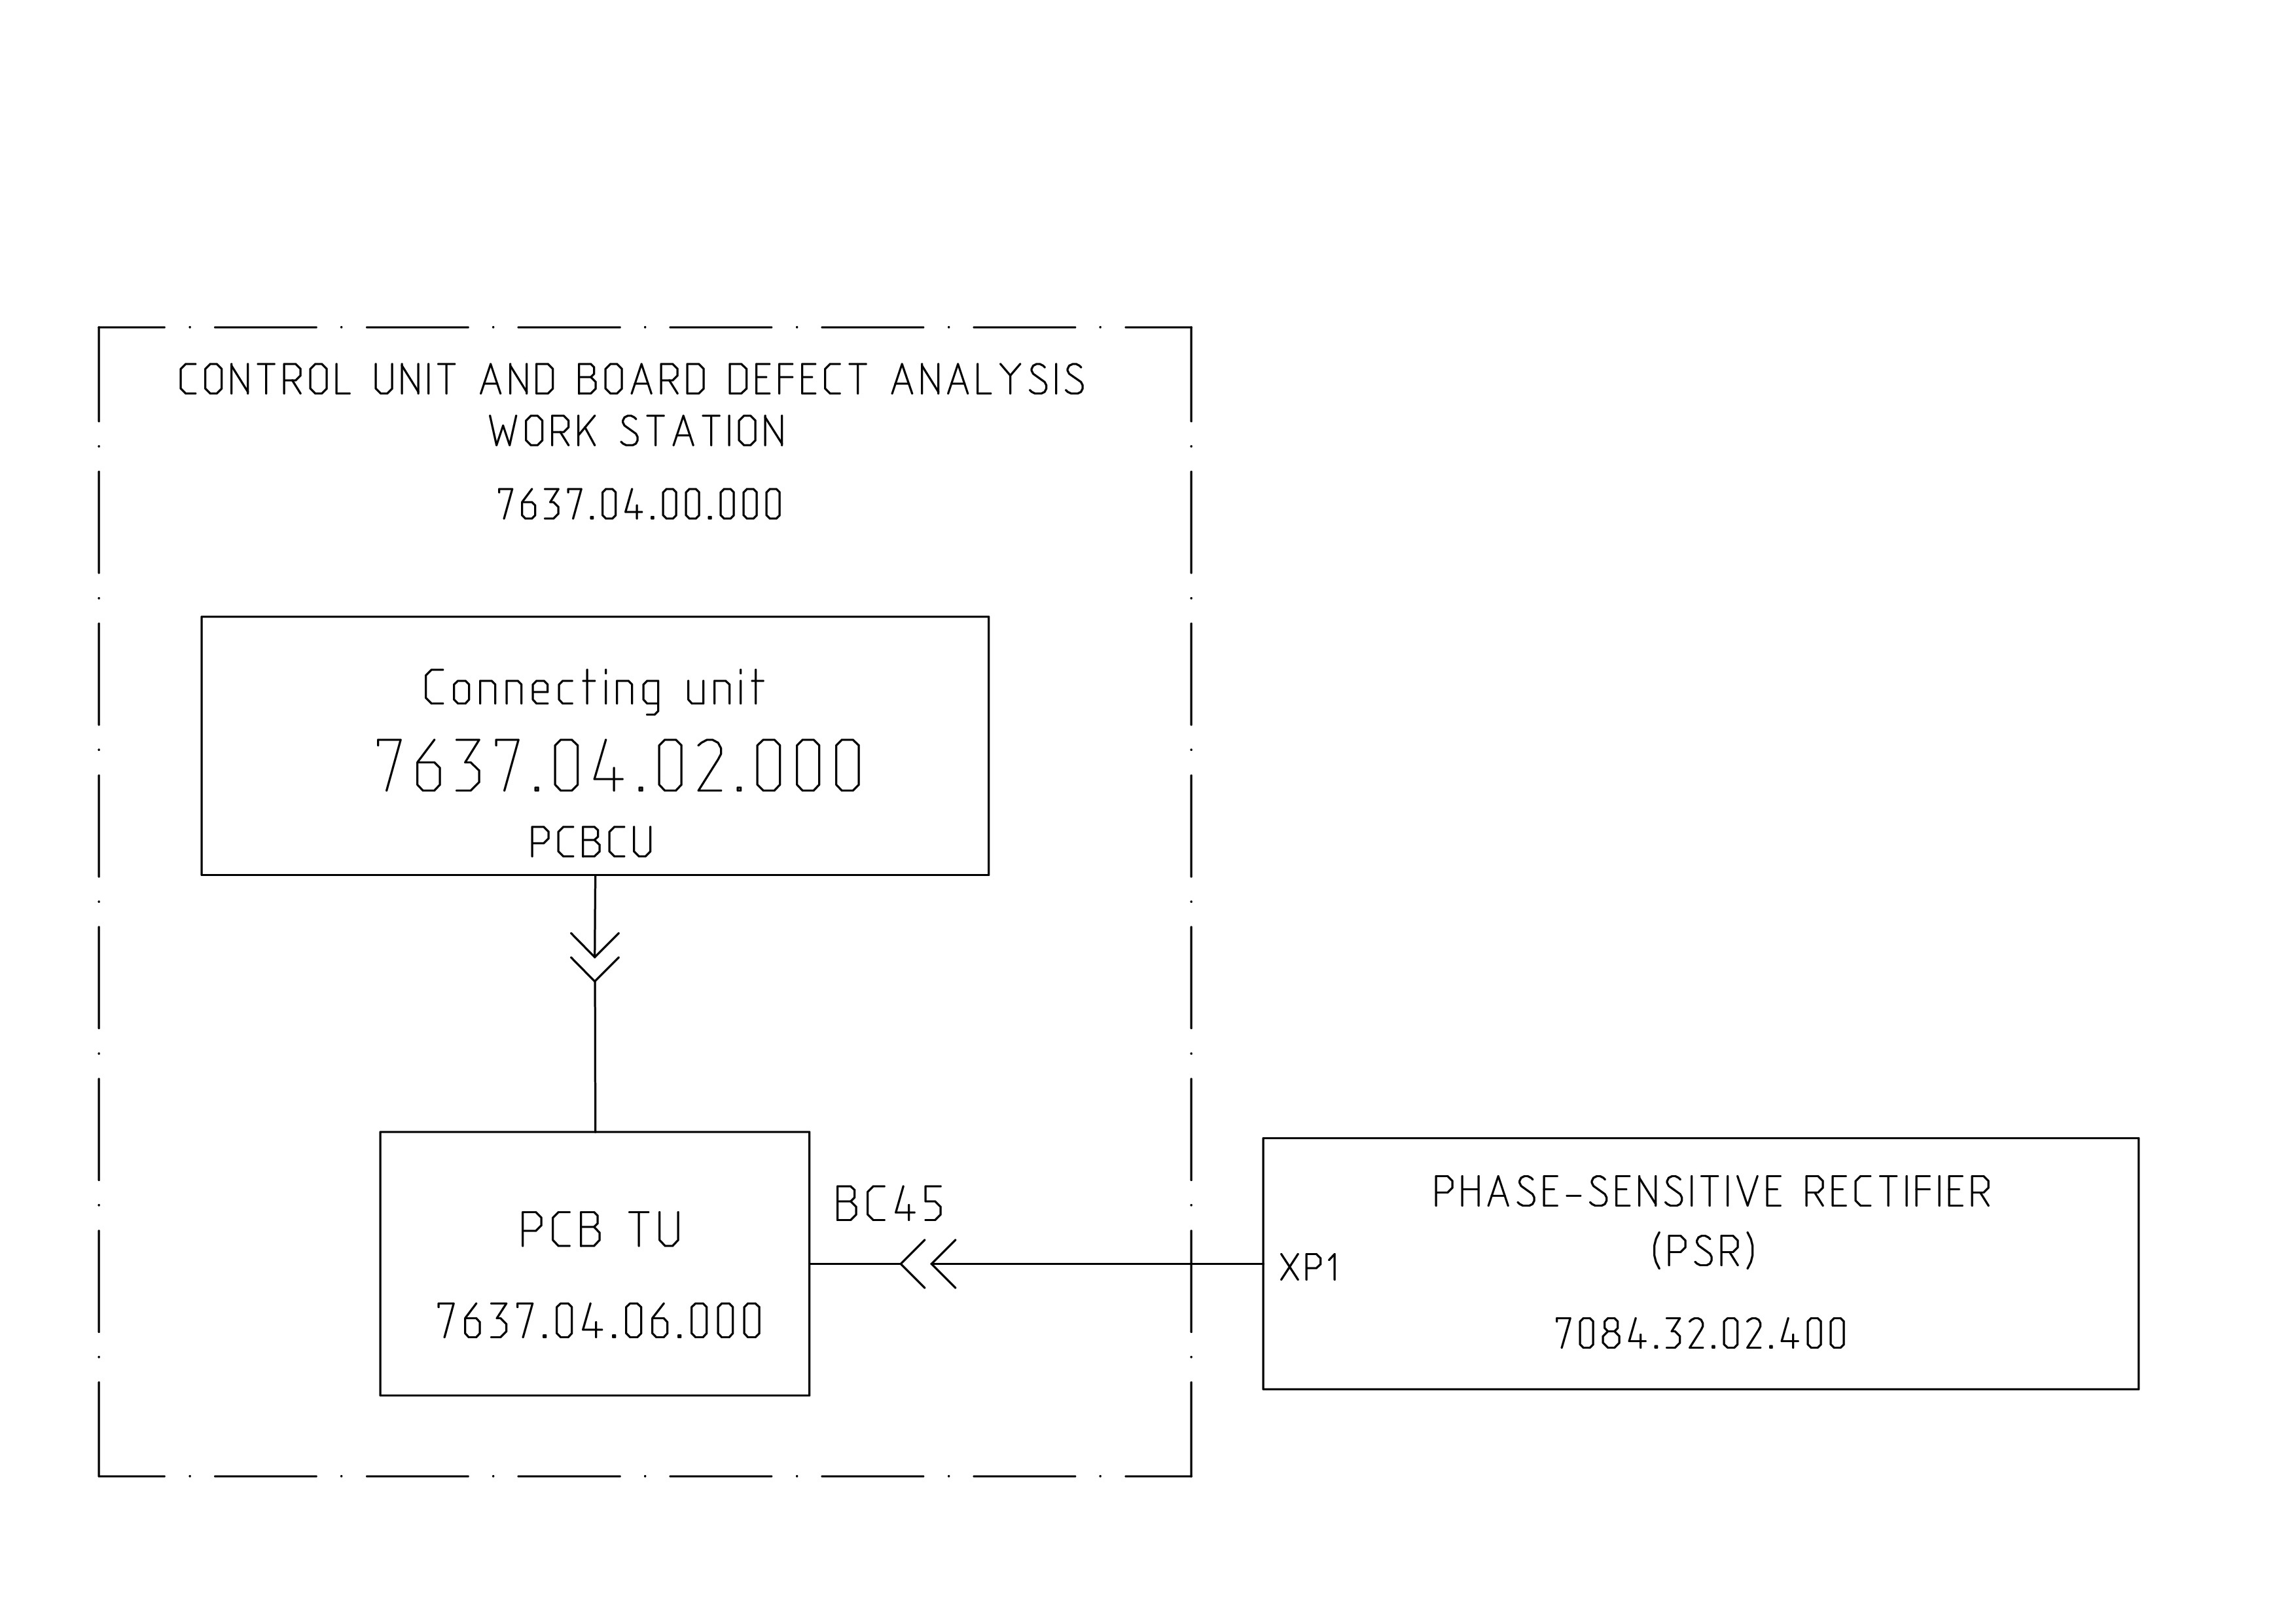 CONTROL UNIT AND BOARD DEFECT ANALYSIS
WORK STATION
7637.04.00.000
Connecting unit
7637.04.02.000
PCBCU
PCB TU
7637.04.06.000
BC45
XP1
PHASE-SENSITIVE RECTIFIER
(PSR)
7084.32.02.400